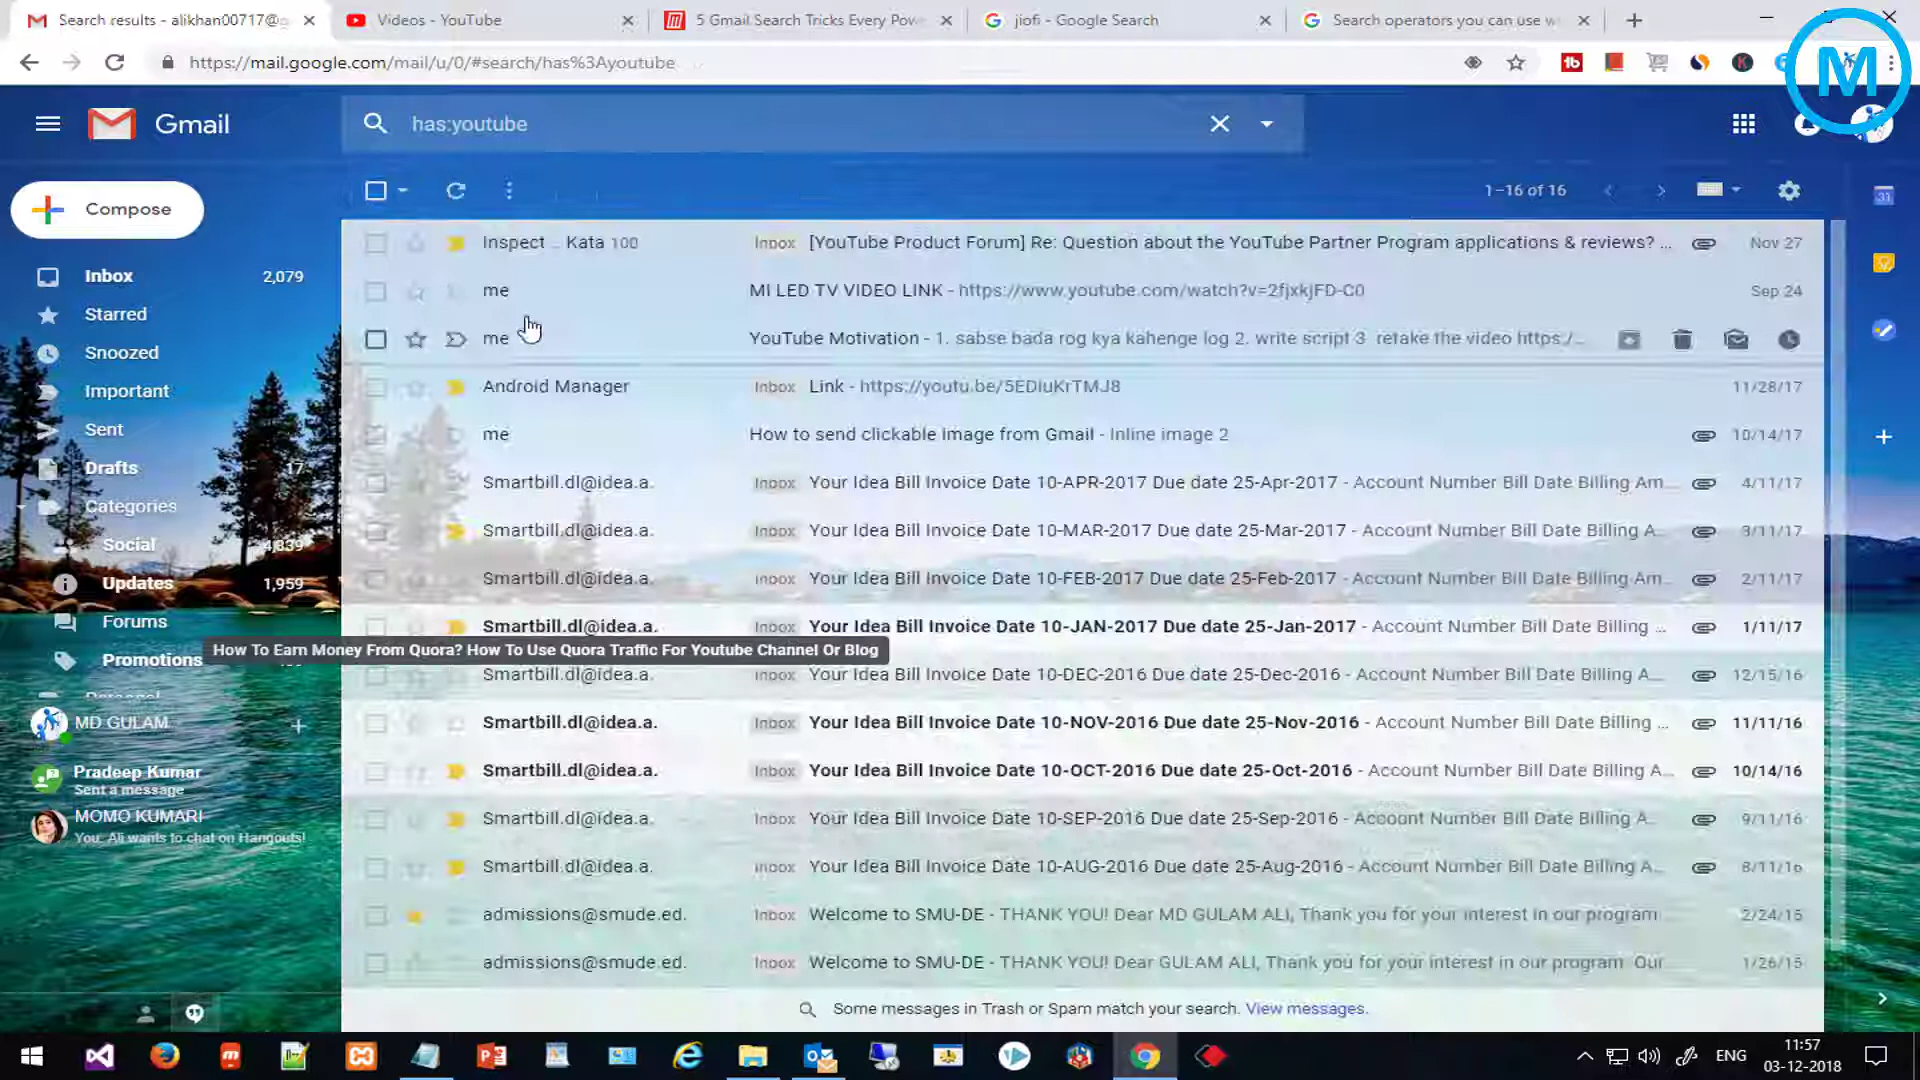 Search results - alikhan00717@
Videos - YouTube
5 Gmail Search Tricks Every Pow
jiofi - Google Search
Search operators you can use w
https://mail.google.com/mail/u/0/#search/has%3Ayoutube
M
Gmail
has:youtube
Compose
1–16 of 16
Inbox 2,079
Starred
Snoozed
Important
Sent
Drafts 17
Categories
Social 4,339
Updates 1,959
Forums
Promotions
Personal
MD GULAM
Pradeep Kumar
Sent a message
MOMO KUMARI
You: Ali wants to chat on Hangouts!
Inspect .. Kata 100 Inbox [YouTube Product Forum] Re: Question about the YouTube Partner Program applications & reviews? ... Nov 27
me MI LED TV VIDEO LINK - https://www.youtube.com/watch?v=2fjxkjFD-C0 Sep 24
me YouTube Motivation - 1. sabse bada rog kya kahenge log 2. write script 3 retake the video https:/...
Android Manager Inbox Link - https://youtu.be/5EDIuKrTMJ8 11/28/17
me How to send clickable Image from Gmail - Inline image 2 10/14/17
Smartbill.dl@idea.a. Inbox Your Idea Bill Invoice Date 10-APR-2017 Due date 25-Apr-2017 - Account Number Bill Date Billing Am... 4/11/17
Smartbill.dl@idea.a. Inbox Your Idea Bill Invoice Date 10-MAR-2017 Due date 25-Mar-2017 - Account Number Bill Date Billing A... 3/11/17
Smartbill.dl@idea.a. Inbox Your Idea Bill Invoice Date 10-FEB-2017 Due date 25-Feb-2017 - Account Number Bill Date Billing Am... 2/11/17
Smartbill.dl@idea.a. Inbox Your Idea Bill Invoice Date 10-JAN-2017 Due date 25-Jan-2017 - Account Number Bill Date Billing ... 1/11/17
How To Earn Money From Quora? How To Use Quora Traffic For Youtube Channel Or Blog
Smartbill.dl@idea.a. Inbox Your Idea Bill Invoice Date 10-DEC-2016 Due date 25-Dec-2016 - Account Number Bill Date Billing A... 12/15/16
Smartbill.dl@idea.a. Inbox Your Idea Bill Invoice Date 10-NOV-2016 Due date 25-Nov-2016 - Account Number Bill Date Billing ... 11/11/16
Smartbill.dl@idea.a. Inbox Your Idea Bill Invoice Date 10-OCT-2016 Due date 25-Oct-2016 - Account Number Bill Date Billing A... 10/14/16
Smartbill.dl@idea.a. Inbox Your Idea Bill Invoice Date 10-SEP-2016 Due date 25-Sep-2016 - Account Number Bill Date Billing A... 9/11/16
Smartbill.dl@idea.a. Inbox Your Idea Bill Invoice Date 10-AUG-2016 Due date 25-Aug-2016 - Account Number Bill Date Billing A... 8/11/16
admissions@smude.ed. Inbox Welcome to SMU-DE - THANK YOU! Dear MD GULAM ALI, Thank you for your interest in our program 2/24/15
admissions@smude.ed. Inbox Welcome to SMU-DE - THANK YOU! Dear GULAM ALI, Thank you for your interest in our program Our 1/26/15
Some messages in Trash or Spam match your search. View messages.
ENG
11:57
03-12-2018